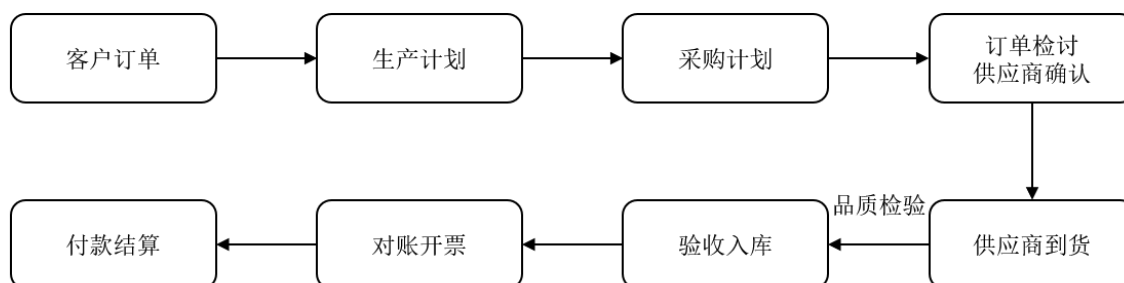 客户订单
生产计划
采购计划
订单检讨
供应商确认
品质检验
供应商到货
验收入库
对账开票
付款结算